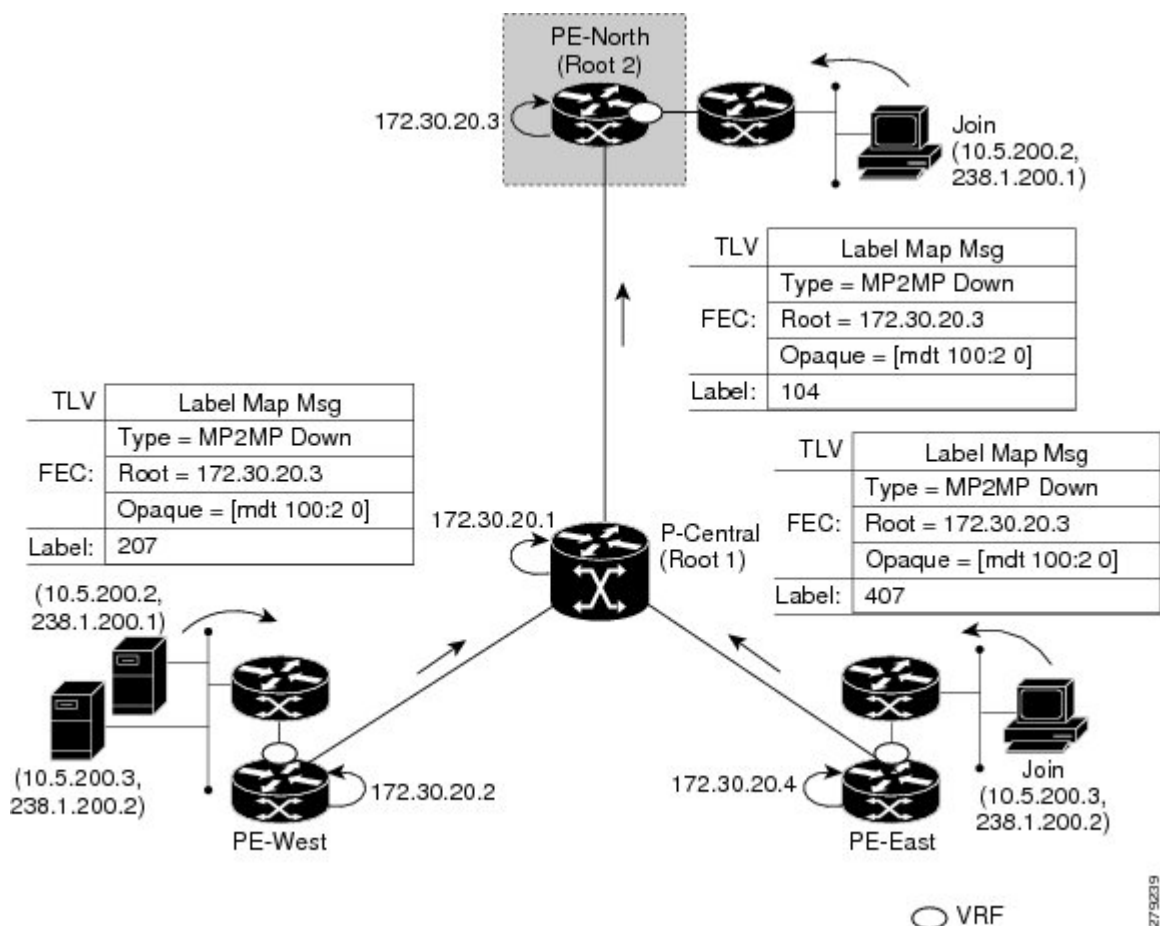 PE-North
(Root 2)
172.30.20.3
Join
(10.5.200.2,
238.1.200.1)
TLV
Label Map Msg
Type = MP2MP Down
FEC:
Root = 172.30.20.3
Opaque = [mdt 100:2 0]
Label:
104
TLV
Label Map Msg
Type = MP2MP Down
FEC:
Root = 172.30.20.3
Opaque = [mdt 100:2 0]
Label:
207
TLV
Label Map Msg
Type = MP2MP Down
FEC:
Root = 172.30.20.3
Opaque = [mdt 100:2 0]
Label:
407
172.30.20.1
P-Central
(Root 1)
(10.5.200.2,
238.1.200.1)
(10.5.200.3,
238.1.200.2)
172.30.20.2
PE-West
172.30.20.4
PE-East
Join
(10.5.200.3,
238.1.200.2)
VRF